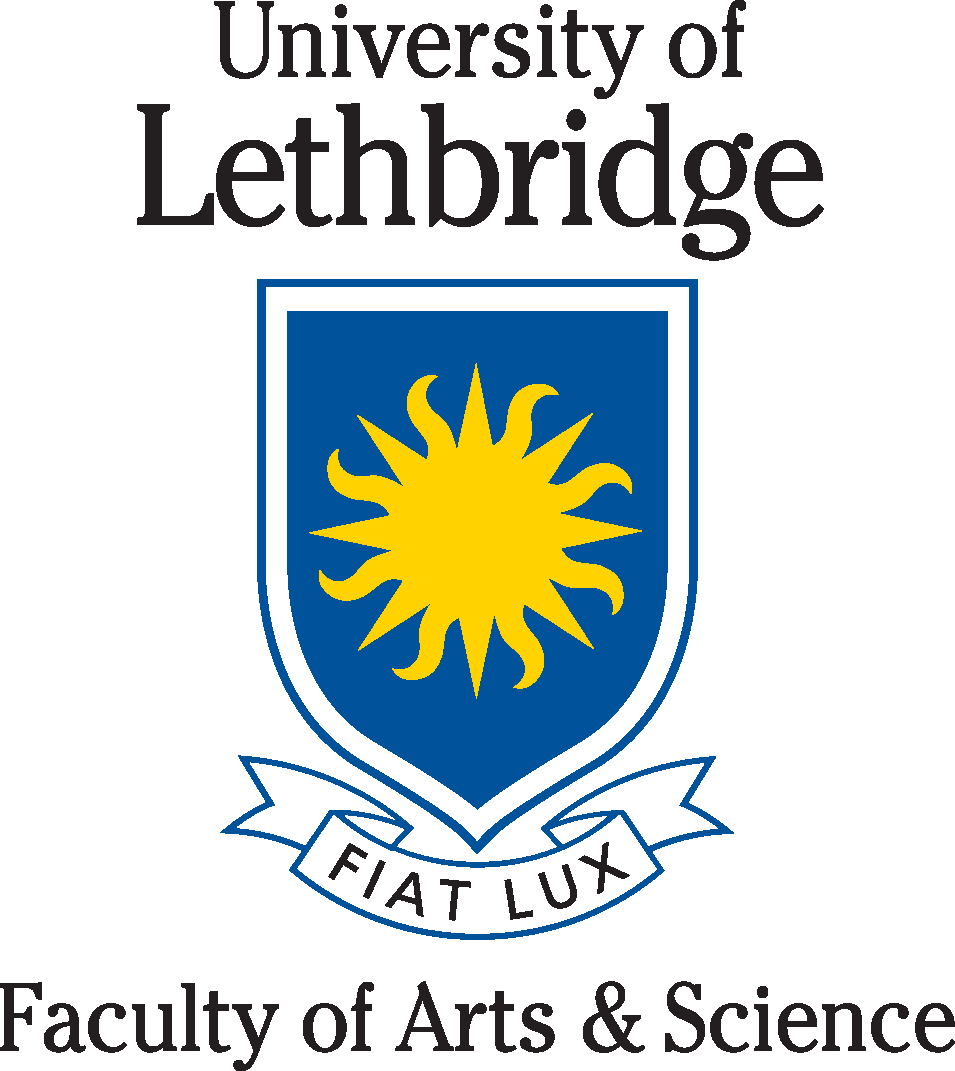 University of
Lethbridge
FIAT LUX
Faculty of Arts & Science